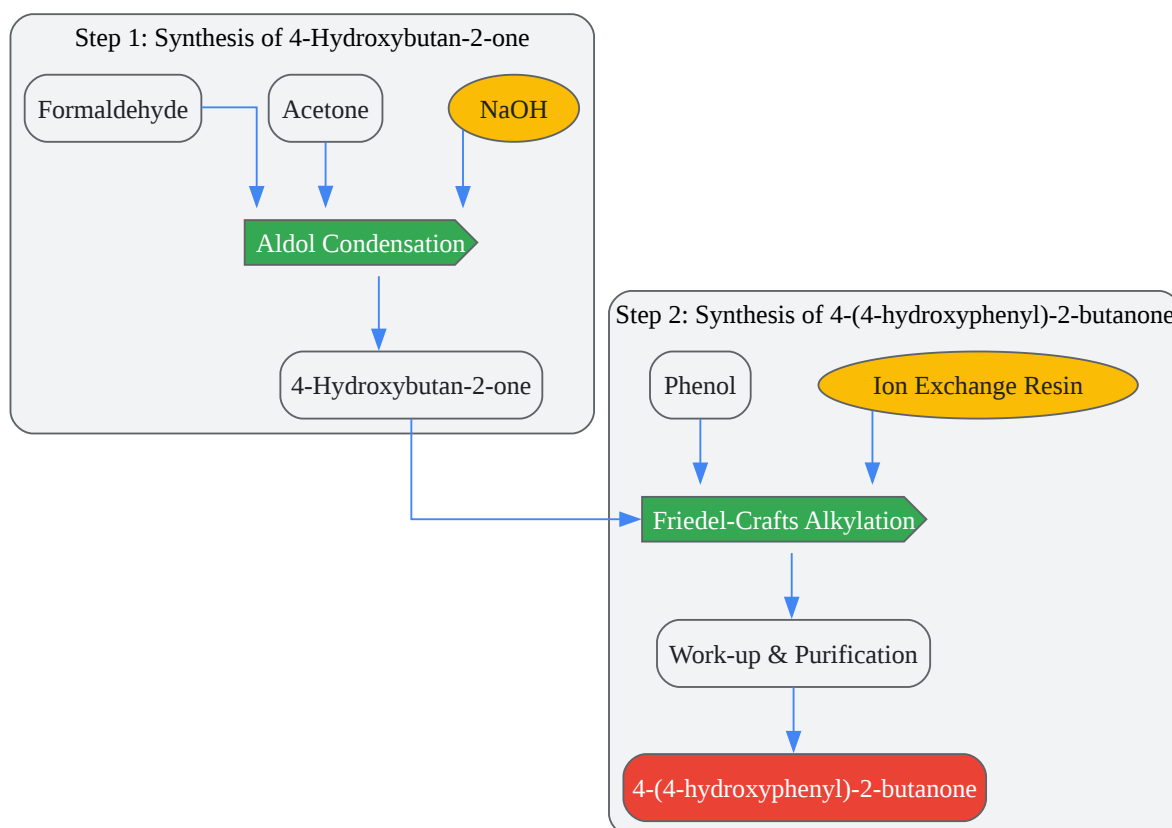 Step 1: Synthesis of 4-Hydroxybutan-2-one
Formaldehyde
Acetone
NaOH
Aldol Condensation
4-Hydroxybutan-2-one
Step 2: Synthesis of 4-(4-hydroxyphenyl)-2-butanone
Phenol
Ion Exchange Resin
Friedel-Crafts Alkylation
Work-up & Purification
4-(4-hydroxyphenyl)-2-butanone